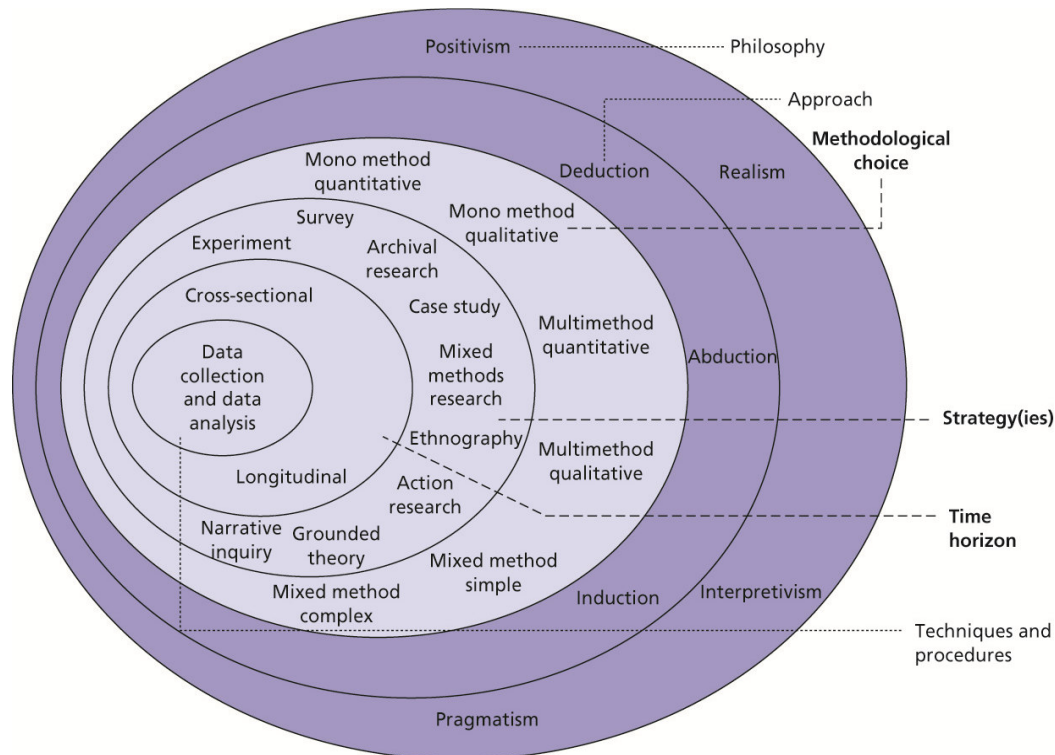 Positivism
Philosophy
Approach
Methodological
choice
Mono method
quantitative
Deduction
Realism
Survey
Mono method
qualitative
Experiment
Archival
research
Cross-sectional
Case study
Multimethod
quantitative
Data
collection
and data
analysis
Mixed
methods
research
Abduction
Strategy(ies)
Ethnography
Multimethod
qualitative
Longitudinal
Action
research
Time
horizon
Narrative
inquiry
Grounded
theory
Mixed method
simple
Mixed method
complex
Induction
Interpretivism
Techniques and
procedures
Pragmatism